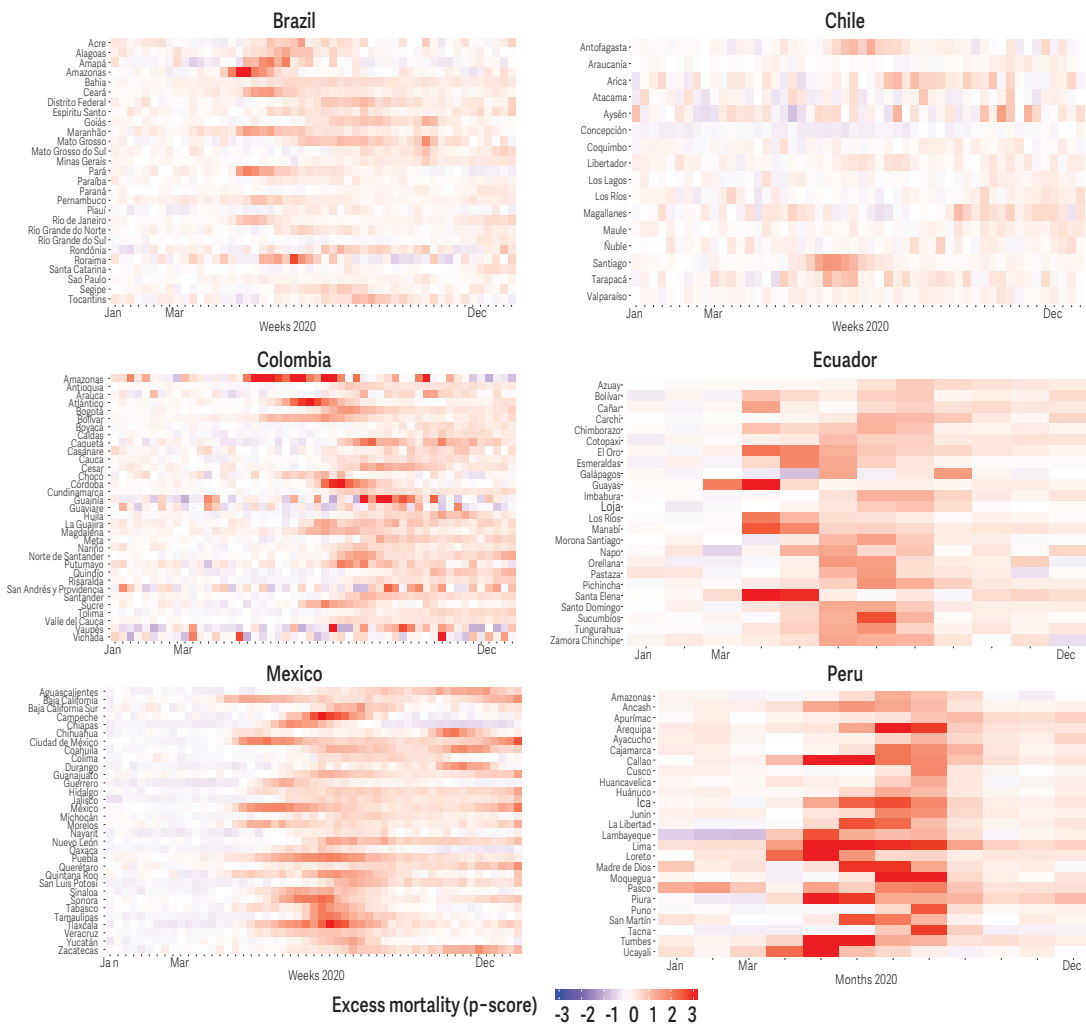 Brazil
Acre
Alagoas
Amapá
Amazonas
Bahia
Ceará
Distrito Federal
Espiritu Santo
Goiás
Maranhão
Mato Grosso
Mato Grosso do Sul
Minas Gerais
Pará
Paraíba
Paraná
Pernambuco
Piauí
Rio de Janeiro
Rio Grande do Norte
Rio Grande do Sul
Rondônia
Roraima
Santa Catarina
Sao Paulo
Segipe
Tocantins
Jan Mar Dec
Weeks 2020
Chile
Antofagasta
Araucanía
Arica
Atacama
Aysén
Concepción
Coquimbo
Libertador
Los Lagos
Los Ríos
Magallanes
Maule
Ñuble
Santiago
Tarapacá
Valparaíso
Jan Mar Dec
Weeks 2020
Colombia
Amazonas
Antioquia
Arauca
Atlántico
Bogotá
Bolívar
Boyacá
Caldas
Caquetá
Casanare
Cauca
Cesar
Chocó
Córdoba
Cundinamarca
Guainía
Guaviare
Huila
La Guajira
Magdalena
Meta
Nariño
Norte de Santander
Putumayo
Quindío
Risaralda
San Andrés y Providencia
Santander
Sucre
Tolima
Valle del Cauca
Vaupés
Vichada
Jan Mar Dec
Ecuador
Azuay
Bolívar
Cañar
Carchi
Chimborazo
Cotopaxi
El Oro
Esmeraldas
Galápagos
Guayas
Imbabura
Loja
Los Ríos
Manabí
Morona Santiago
Napo
Orellana
Pastaza
Pichincha
Santa Elena
Santo Domingo
Sucumbíos
Tungurahua
Zamora Chinchipe
Jan Mar Dec
Mexico
Aguascalientes
Baja California
Baja California Sur
Campeche
Chiapas
Chihuahua
Ciudad de México
Coahuila
Colima
Durango
Guanajuato
Guerrero
Hidalgo
Jalisco
México
Michocán
Morelos
Nayarit
Nuevo León
Oaxaca
Puebla
Querétaro
Quintana Roo
San Luis Potosí
Sinaloa
Sonora
Tabasco
Tamaulipas
Tlaxcala
Veracruz
Yucatán
Zacatecas
Jan Mar Dec
Weeks 2020
Peru
Amazonas
Ancash
Apurímac
Arequipa
Ayacucho
Cajamarca
Callao
Cusco
Huancavelica
Huánuco
Ica
Junin
La Libertad
Lambayeque
Lima
Loreto
Madre de Dios
Moquegua
Pasco
Piura
Puno
San Martín
Tacna
Tumbes
Ucayali
Jan Mar Dec
Months 2020
Excess mortality (p-score)
-3 -2 -1 0 1 2 3